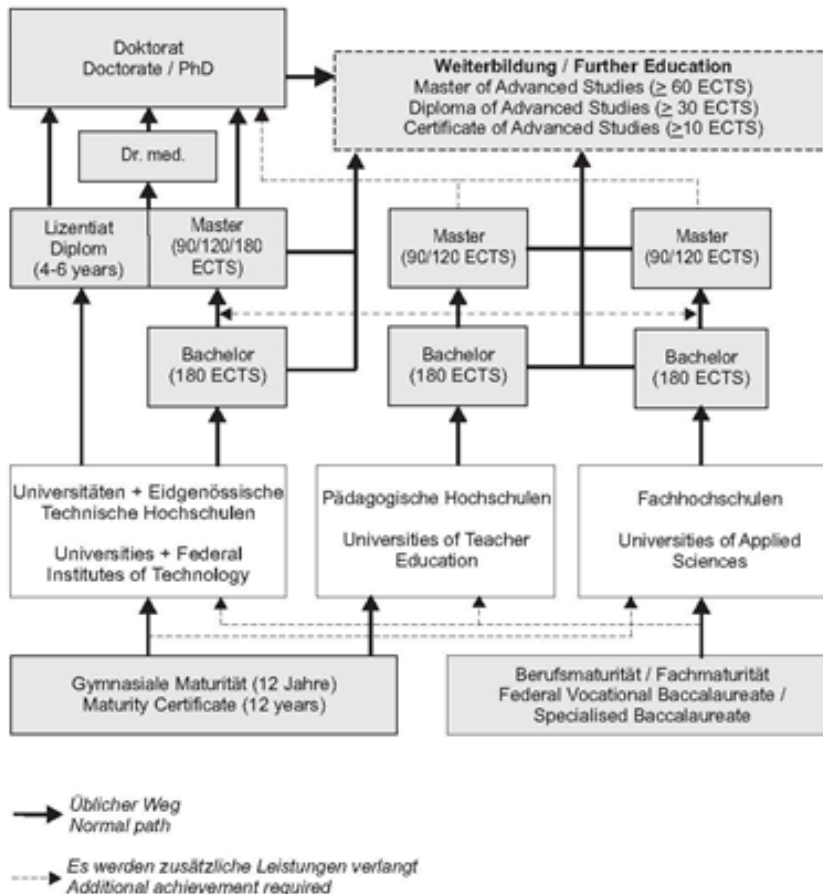 Doktorat
Doctorate / PhD
Weiterbildung / Further Education
Master of Advanced Studies (≥ 60 ECTS)
Diploma of Advanced Studies (≥ 30 ECTS)
Certificate of Advanced Studies (≥10 ECTS)
Dr. med.
Lizentiat
Diplom
(4-6 years)
Master
(90/120/180
ECTS)
Master
(90/120 ECTS)
Master
(90/120 ECTS)
Bachelor
(180 ECTS)
Bachelor
(180 ECTS)
Bachelor
(180 ECTS)
Universitäten + Eidgenössische
Technische Hochschulen
Universities + Federal
Institutes of Technology
Pädagogische Hochschulen
Universities of Teacher
Education
Fachhochschulen
Universities of Applied
Sciences
Gymnasiale Maturität (12 Jahre)
Maturity Certificate (12 years)
Berufsmaturität / Fachmaturität
Federal Vocational Baccalaureate /
Specialised Baccalaureate
Üblicher Weg
Normal path
Es werden zusätzliche Leistungen verlangt
Additional achievement required